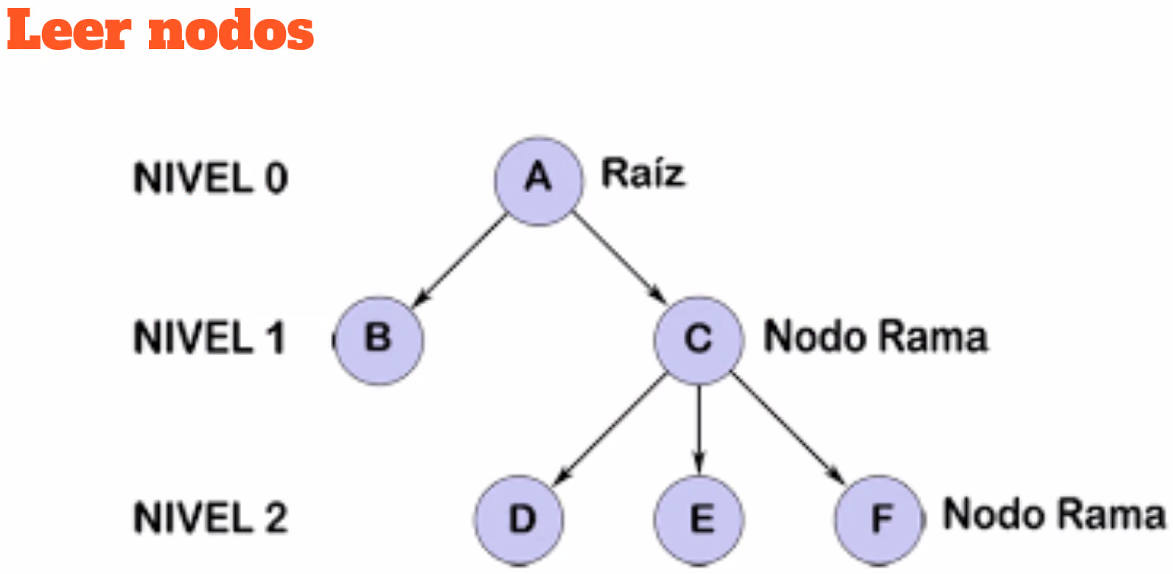 Leer nodos
NIVEL 0 A Raíz
NIVEL 1 B C Nodo Rama
NIVEL 2 D E F Nodo Rama